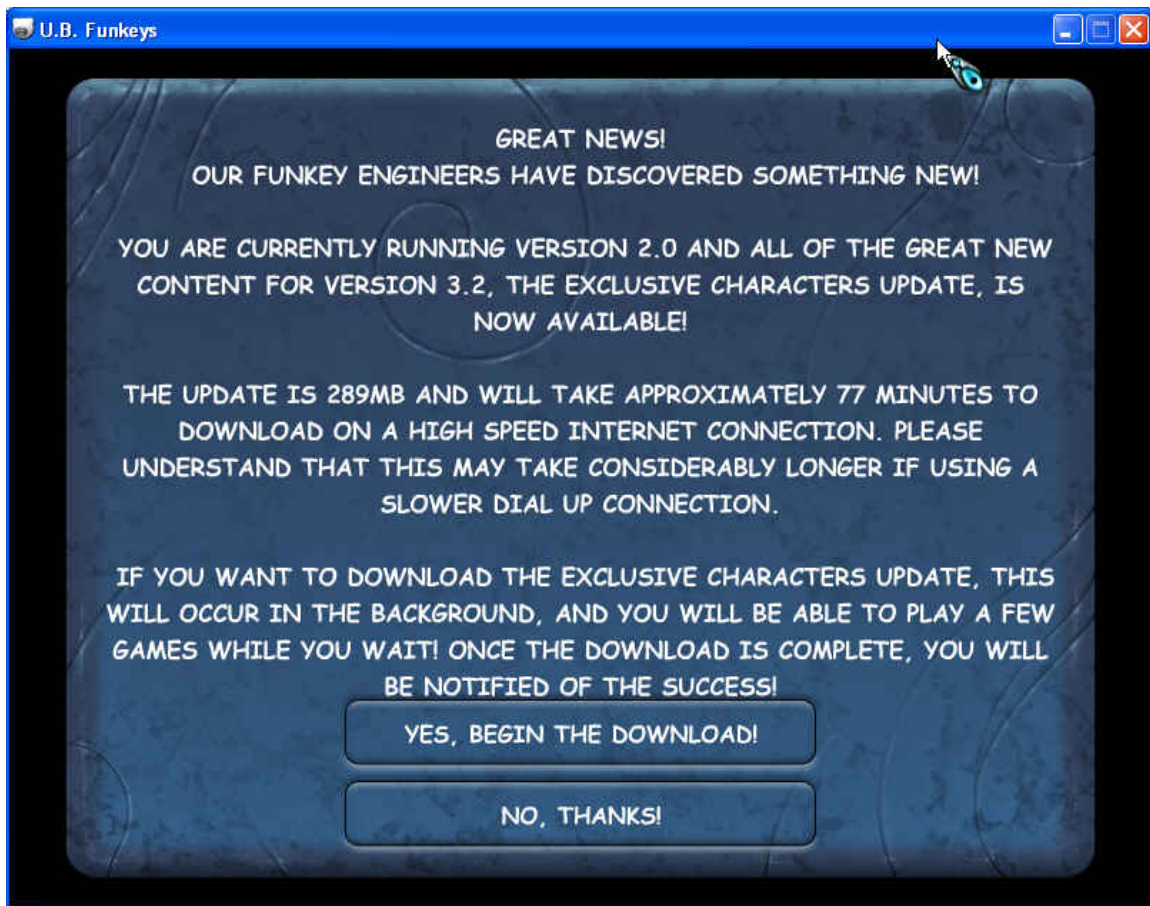 U.B. Funkeys
GREAT NEWS!
OUR FUNKEY ENGINEERS HAVE DISCOVERED SOMETHING NEW!
YOU ARE CURRENTLY RUNNING VERSION 2.0 AND ALL OF THE GREAT NEW
CONTENT FOR VERSION 3.2, THE EXCLUSIVE CHARACTERS UPDATE, IS
NOW AVAILABLE!
THE UPDATE IS 289MB AND WILL TAKE APPROXIMATELY 77 MINUTES TO
DOWNLOAD ON A HIGH SPEED INTERNET CONNECTION. PLEASE
UNDERSTAND THAT THIS MAY TAKE CONSIDERABLY LONGER IF USING A
SLOWER DIAL UP CONNECTION.
IF YOU WANT TO DOWNLOAD THE EXCLUSIVE CHARACTERS UPDATE, THIS
WILL OCCUR IN THE BACKGROUND, AND YOU WILL BE ABLE TO PLAY A FEW
GAMES WHILE YOU WAIT! ONCE THE DOWNLOAD IS COMPLETE, YOU WILL
BE NOTIFIED OF THE SUCCESS!
YES, BEGIN THE DOWNLOAD!
NO, THANKS!